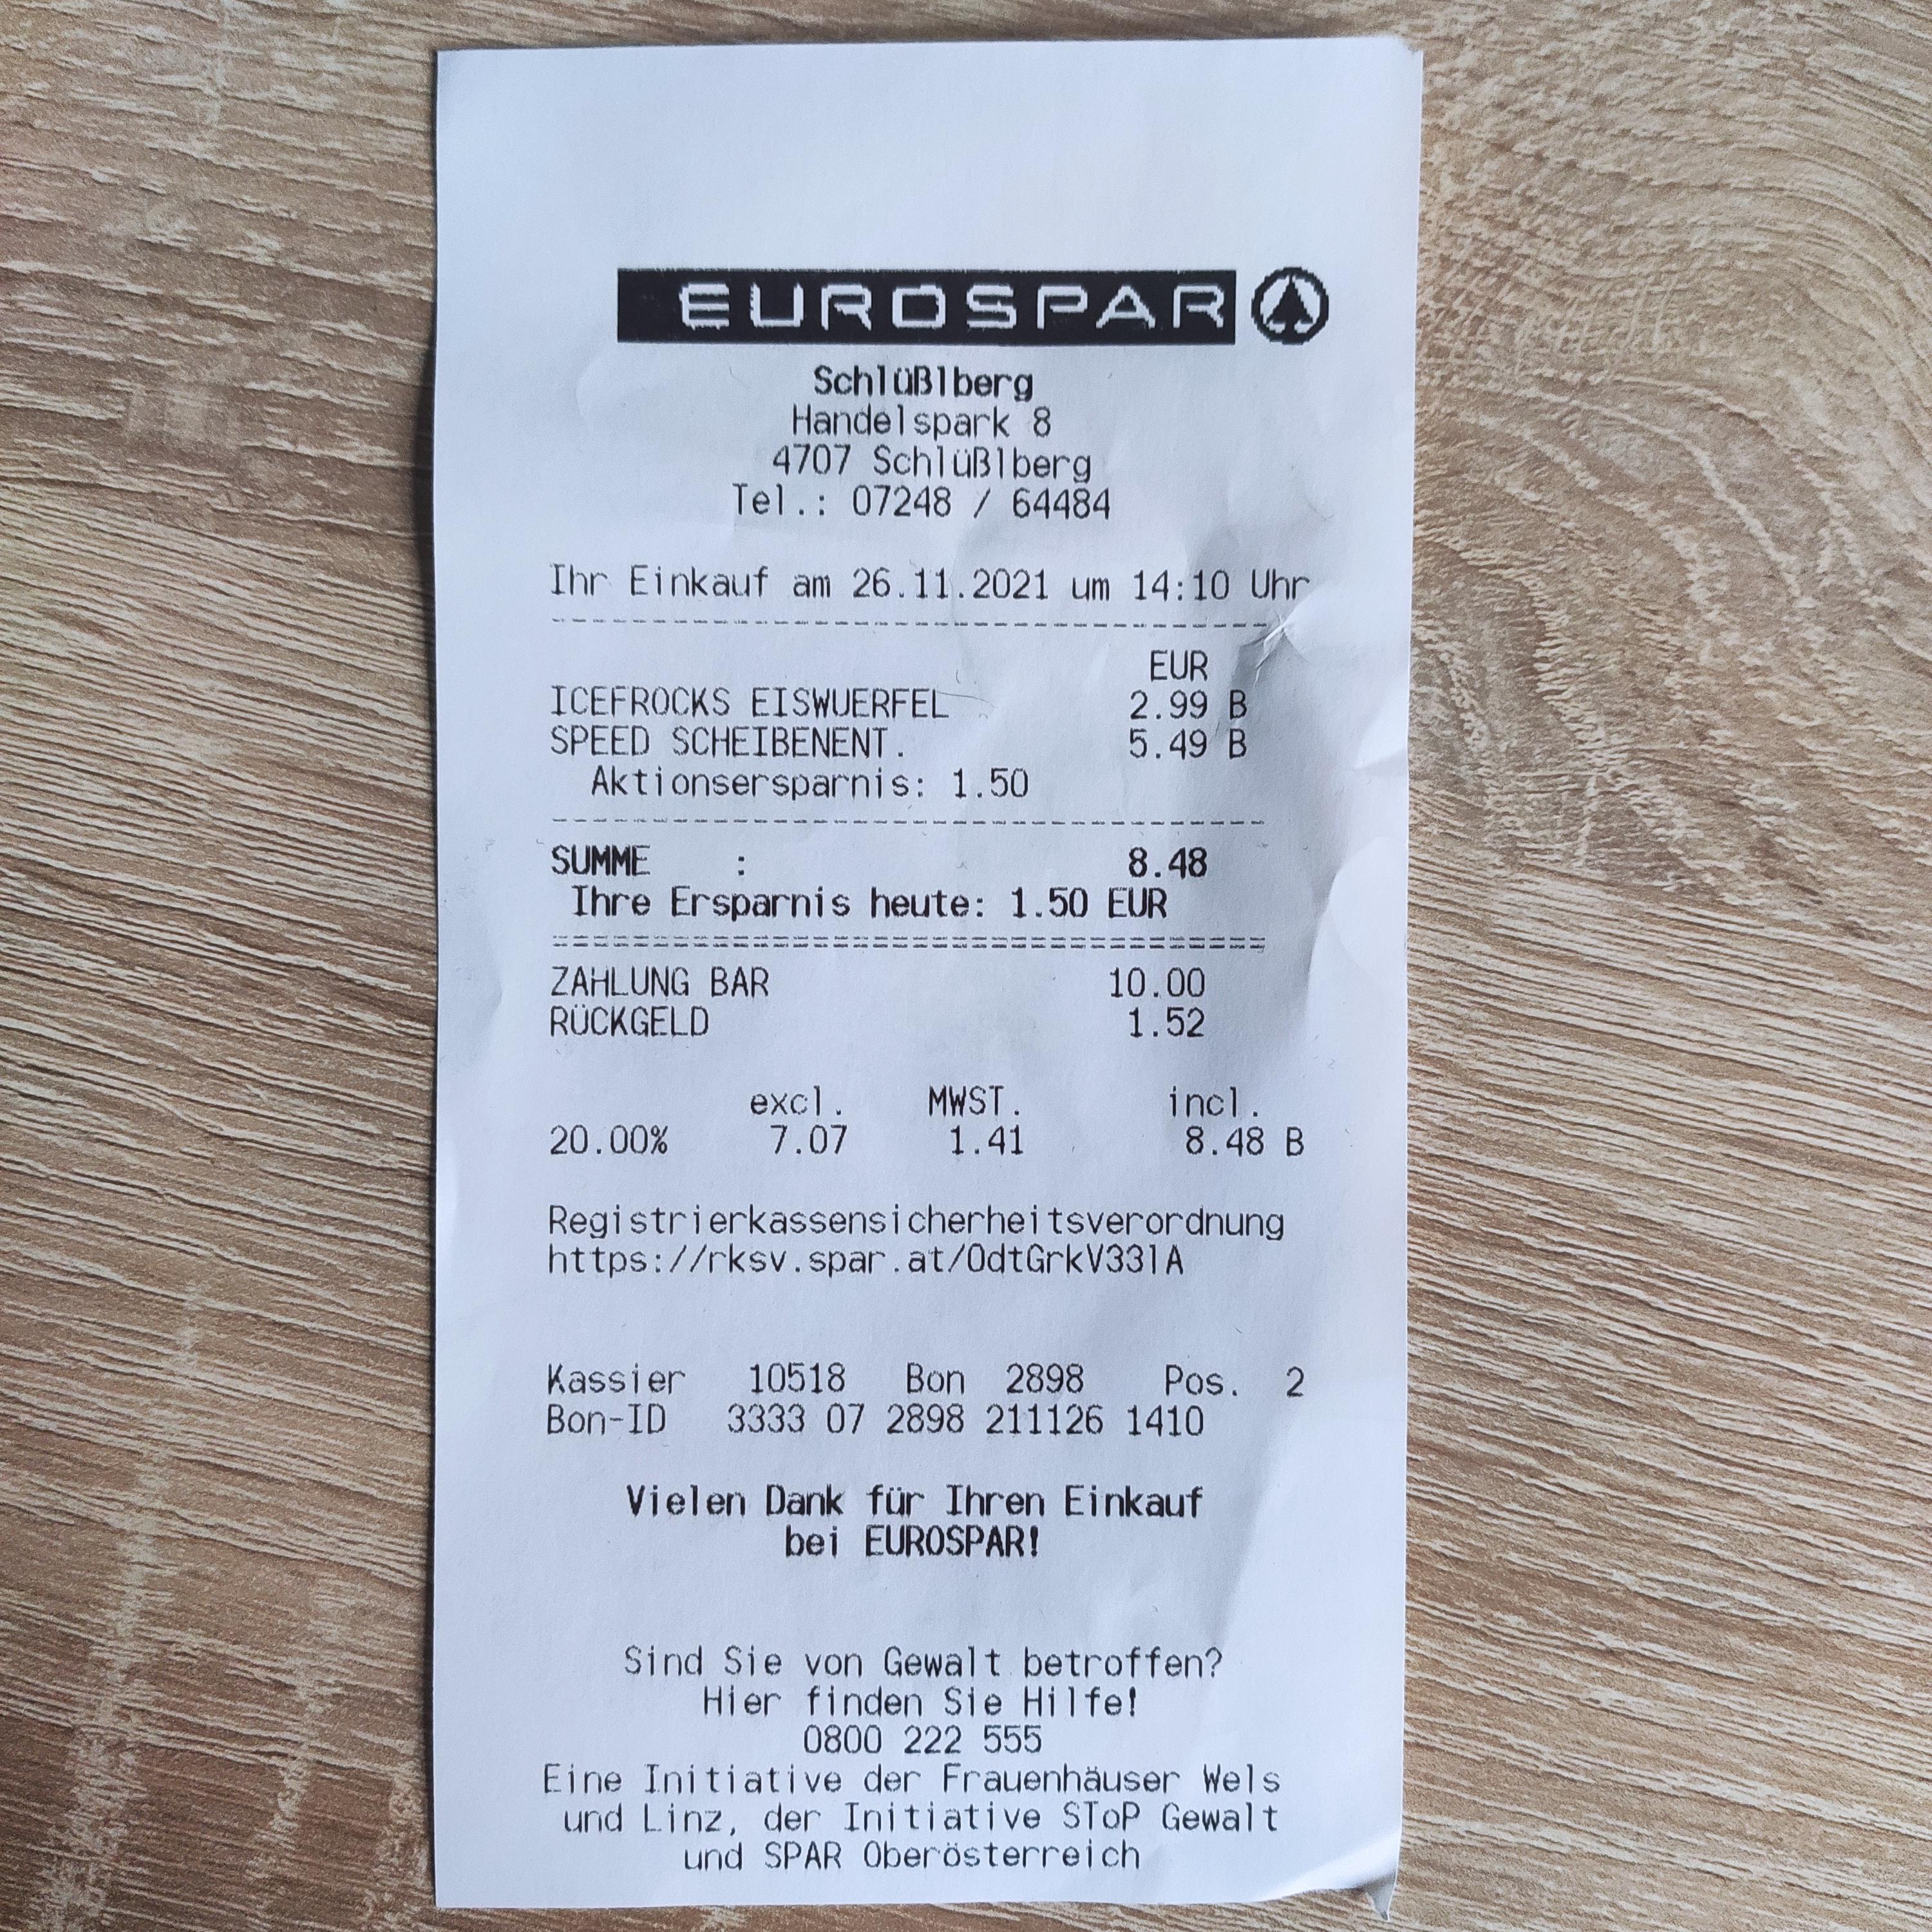 EUROSPAR
Schlüßlberg
Handelspark 8
4707 Schlüßlberg
Tel.: 07248 / 64484
Ihr Einkauf am 26.11.2021 um 14:10 Uhr
EUR
ICEFROCKS EISWUERFEL 2.99 B
SPEED SCHEIBENENT. 5.49 B
Aktionsersparnis: 1.50
SUMME : 8.48
Ihre Ersparnis heute: 1.50 EUR
ZAHLUNG BAR 10.00
RÜCKGELD 1.52
excl. MWST. incl.
20.00% 7.07 1.41 8.48 B
Registrierkassensicherheitsverordnung
https://rksv.spar.at/OdtGrkV33lA
Kassier 10518 Bon 2898 Pos. 2
Bon-ID 3333 07 2898 211126 1410
Vielen Dank für Ihren Einkauf
bei EUROSPAR!
Sind Sie von Gewalt betroffen?
Hier finden Sie Hilfe!
0800 222 555
Eine Initiative der Frauenhäuser Wels
und Linz, der Initiative SToP Gewalt
und SPAR Oberösterreich